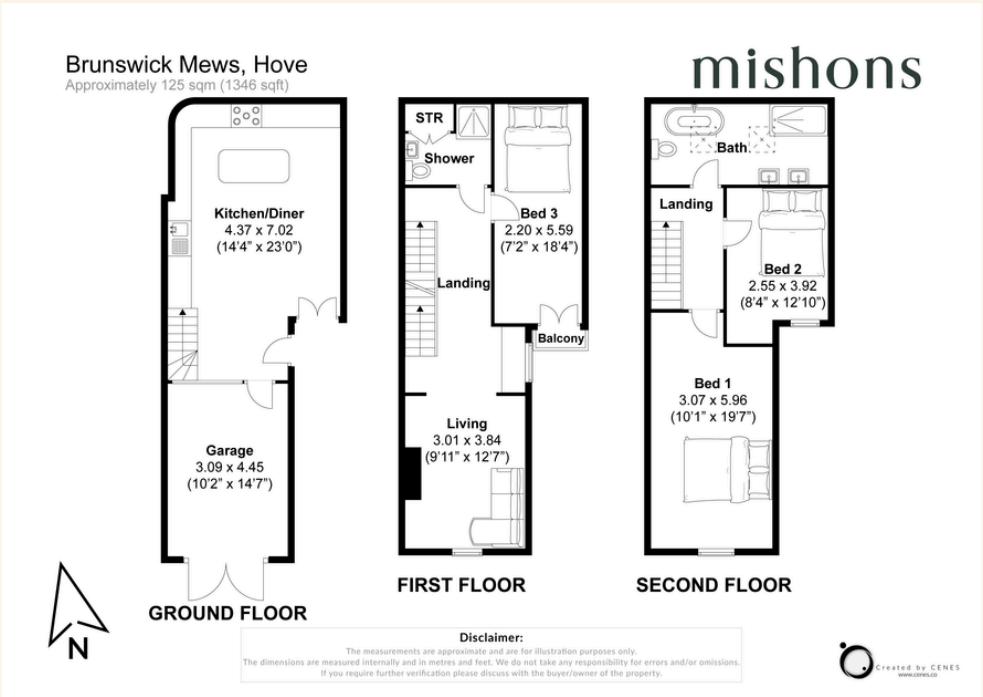 Brunswick Mews, Hove
Approximately 125 sqm (1346 sqft)
mishons
Kitchen/Diner
4.37 x 7.02
(14'4" x 23'0")
Garage
3.09 x 4.45
(10'2" x 14'7")
GROUND FLOOR
STR
Shower
Bed 3
2.20 x 5.59
(7'2" x 18'4")
Landing
Balcony
Living
3.01 x 3.84
(9'11" x 12'7")
FIRST FLOOR
Bath
Landing
Bed 2
2.55 x 3.92
(8'4" x 12'10")
Bed 1
3.07 x 5.96
(10'1" x 19'7")
SECOND FLOOR
N
Disclaimer:
The measurements are approximate and are for illustration purposes only.
The dimensions are measured internally and in metres and feet. We do not take any responsibility for errors and/or omissions.
If you require further verification please discuss with the buyer/owner of the property.
Created by CENES
www.cenes.co